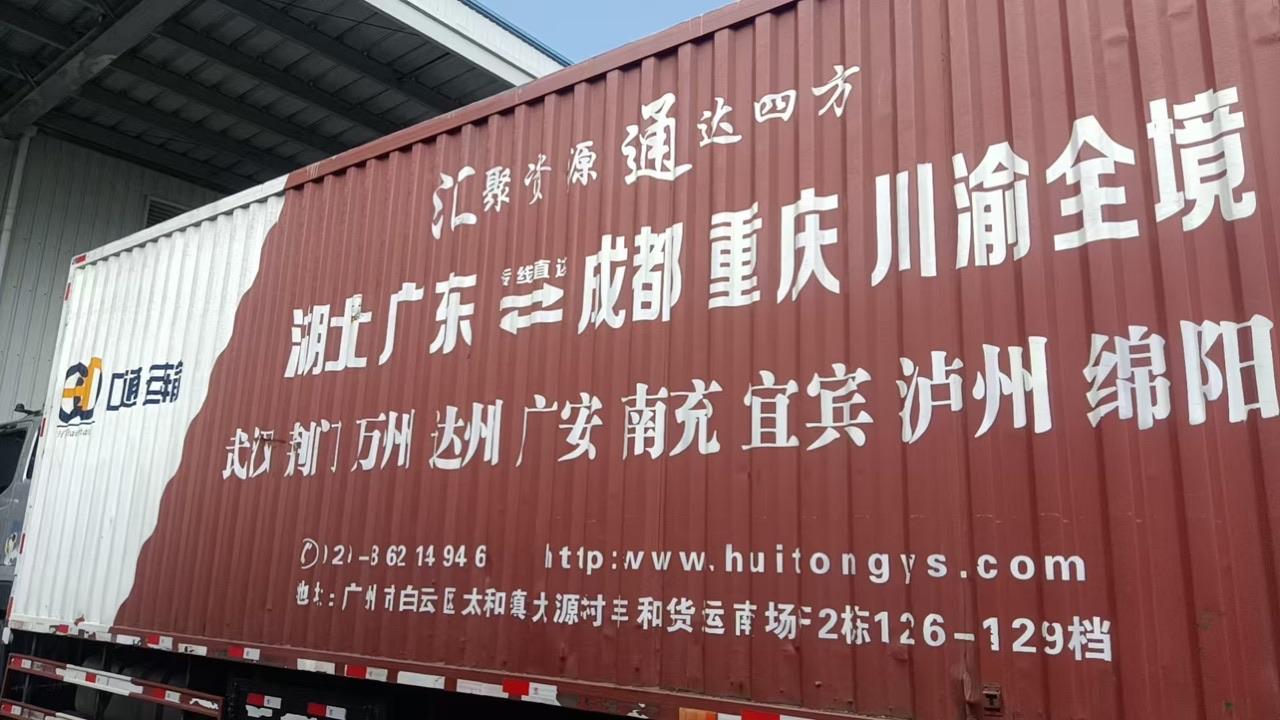 汇聚资源 通达四方
湖北广东 专线直达 成都 重庆 川渝全境
汇通运输
武汉 荆门 万州 达州 广安 南充 宜宾 泸州 绵阳
020-86214946 http:www.huitongys.com
地址:广州市白云区太和镇大源村丰和货运南场F2栋126-129档